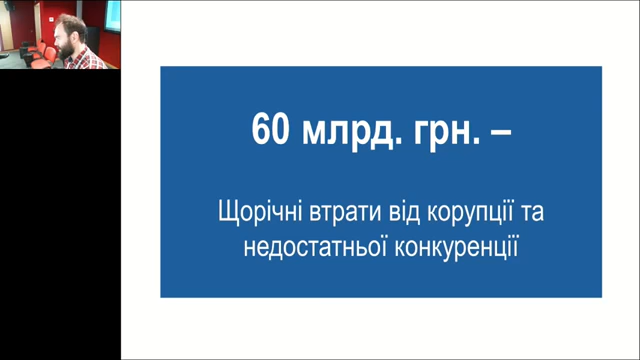 60 млрд. грн. –
Щорічні втрати від корупції та
недостатньої конкуренції